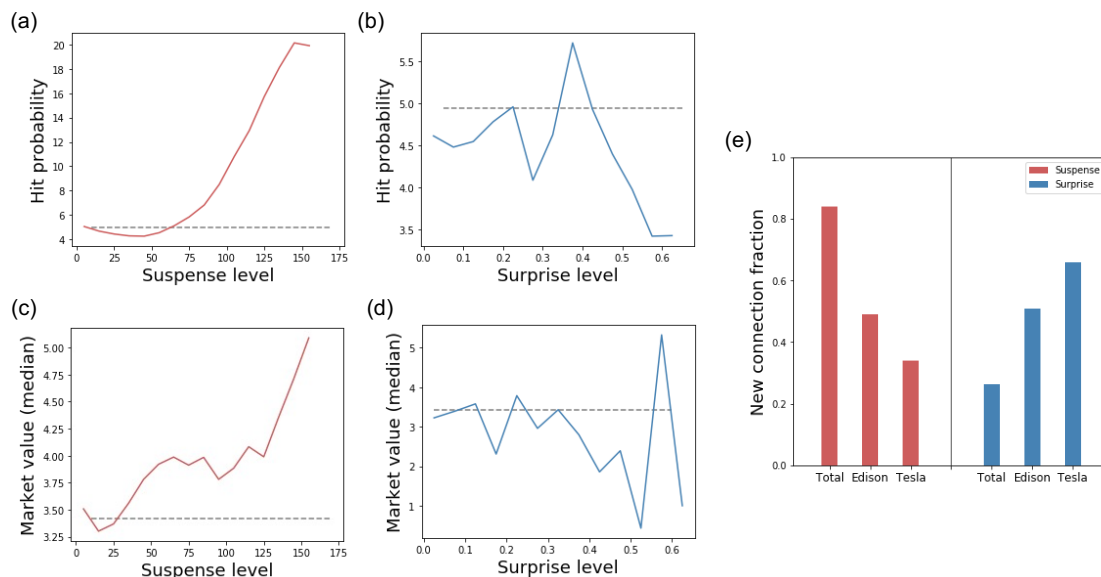 (a)
Hit probability
20
18
16
14
12
10
8
6
4
0 25 50 75 100 125 150 175
Suspense level
(b)
Hit probability
5.5
5.0
4.5
4.0
3.5
0.0 0.1 0.2 0.3 0.4 0.5 0.6
Surprise level
(c)
Market value (median)
5.00
4.75
4.50
4.25
4.00
3.75
3.50
3.25
0 25 50 75 100 125 150 175
Suspense level
(d)
Market value (median)
5
4
3
2
1
0.0 0.1 0.2 0.3 0.4 0.5 0.6
Surprise level
(e)
New connection fraction
1.0
0.8
0.6
0.4
0.2
0.0
Suspense
Surprise
Total Edison Tesla Total Edison Tesla